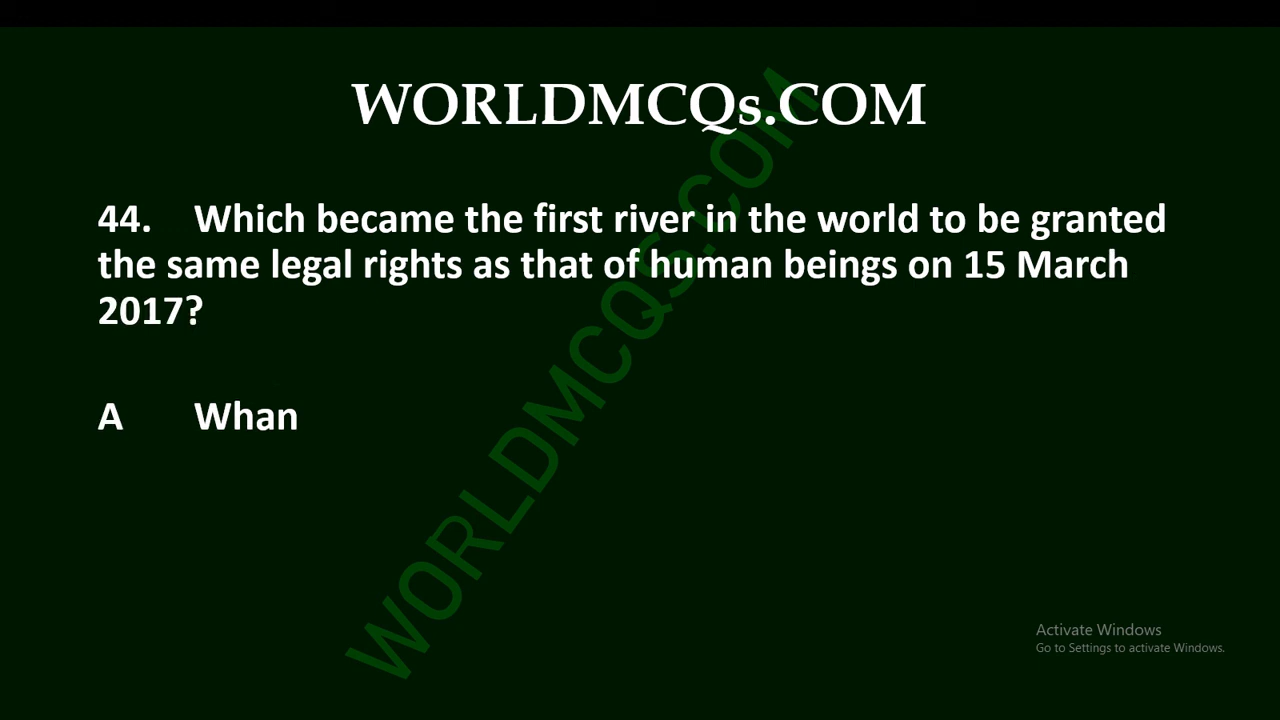 WORLDMCQs.COM
44. Which became the first river in the world to be granted
the same legal rights as that of human beings on 15 March
2017?
A Whan
WORLDMCQS.COM
Activate Windows
Go to Settings to activate Windows.